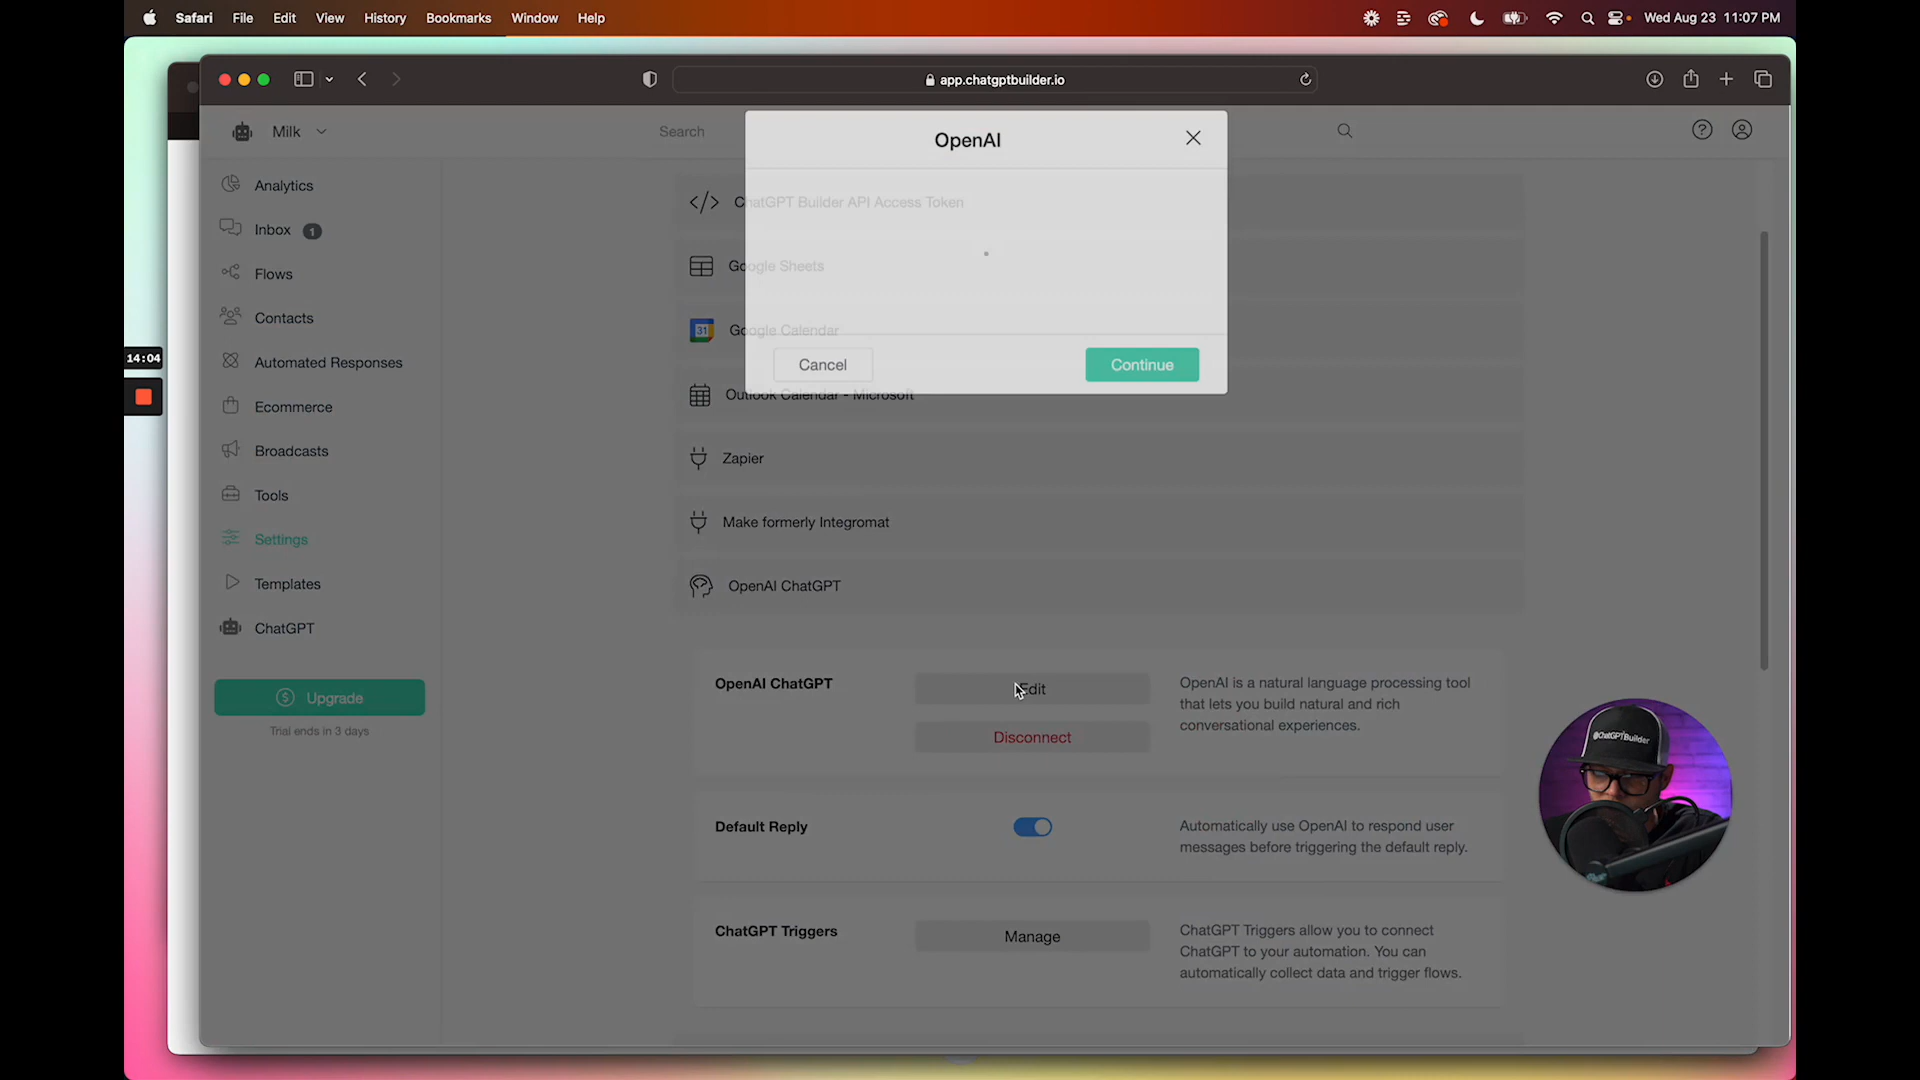 Safari File Edit View History Bookmarks Window Help
Wed Aug 23 11:07 PM
app.chatgptbuilder.io
Milk
Search
OpenAI
Analytics
Inbox 1
Flows
Contacts
Automated Responses
Ecommerce
Broadcasts
Tools
Settings
Templates
ChatGPT
Upgrade
Trial ends in 3 days
14:04
ChatGPT Builder API Access Token
Google Sheets
31 Google Calendar
Cancel
Continue
Outlook Calendar - Microsoft
Zapier
Make formerly Integromat
OpenAI ChatGPT
OpenAI ChatGPT
Edit
Disconnect
OpenAI is a natural language processing tool
that lets you build natural and rich
conversational experiences.
Default Reply
Automatically use OpenAI to respond user
messages before triggering the default reply.
ChatGPT Triggers
Manage
ChatGPT Triggers allow you to connect
ChatGPT to your automation. You can
automatically collect data and trigger flows.
@ChatGPTBuilder